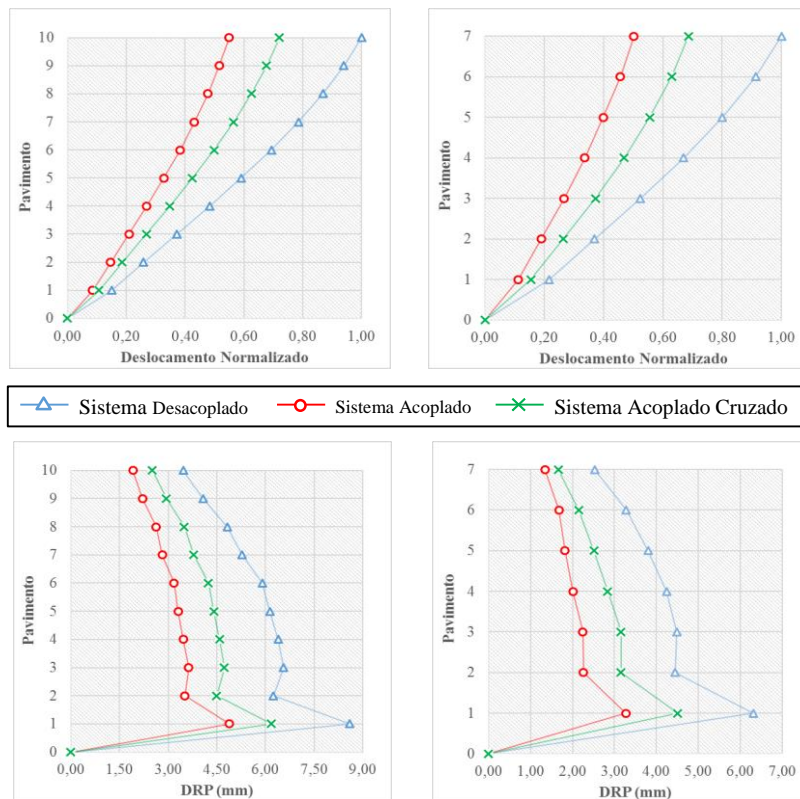 10
9
8
7
6
5
4
3
2
1
0
Pavimento
0,00 0,20 0,40 0,60 0,80 1,00
Deslocamento Normalizado
7
6
5
4
3
2
1
0
Pavimento
0,00 0,20 0,40 0,60 0,80 1,00
Deslocamento Normalizado
Sistema Desacoplado Sistema Acoplado Sistema Acoplado Cruzado
10
9
8
7
6
5
4
3
2
1
0
Pavimento
0,00 1,50 3,00 4,50 6,00 7,50 9,00
DRP (mm)
7
6
5
4
3
2
1
0
Pavimento
0,00 1,00 2,00 3,00 4,00 5,00 6,00 7,00
DRP (mm)